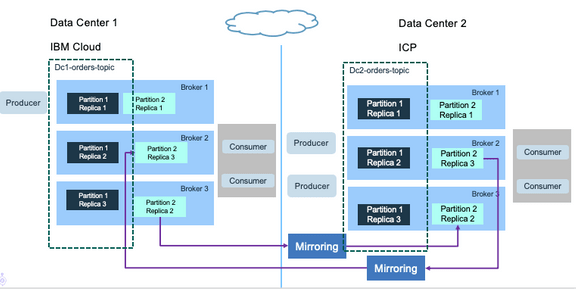 Data Center 1
Data Center 2
IBM Cloud
ICP
Dc1-orders-topic
Dc2-orders-topic
Producer
Broker 1
Partition 1
Replica 1
Partition 2
Replica 1
Broker 2
Partition 1
Replica 2
Partition 2
Replica 3
Broker 3
Partition 1
Replica 3
Partition 2
Replica 2
Consumer
Consumer
Producer
Producer
Broker 1
Partition 1
Replica 1
Partition 2
Replica 1
Broker 2
Partition 1
Replica 2
Partition 2
Replica 3
Broker 3
Partition 1
Replica 3
Partition 2
Replica 2
Consumer
Consumer
Mirroring
Mirroring